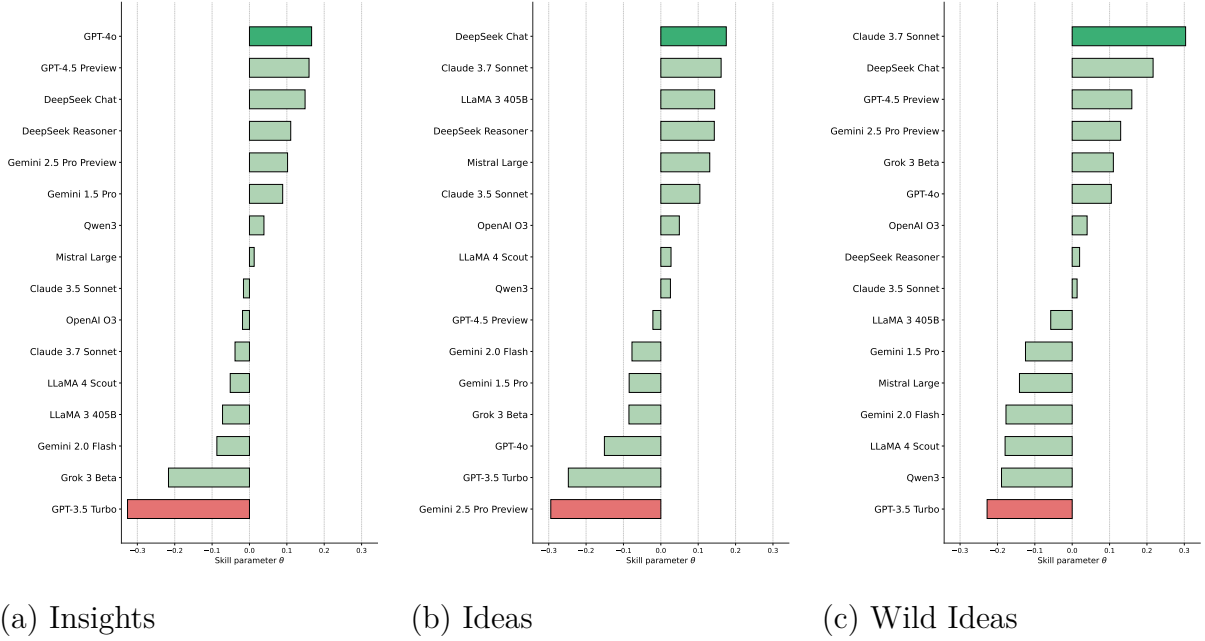 GPT-4o
GPT-4.5 Preview
DeepSeek Chat
DeepSeek Reasoner
Gemini 2.5 Pro Preview
Gemini 1.5 Pro
Qwen3
Mistral Large
Claude 3.5 Sonnet
OpenAI O3
Claude 3.7 Sonnet
LLaMA 4 Scout
LLaMA 3 405B
Gemini 2.0 Flash
Grok 3 Beta
GPT-3.5 Turbo
−0.3 −0.2 −0.1 0.0 0.1 0.2 0.3
Skill parameter θ
(a) Insights
DeepSeek Chat
Claude 3.7 Sonnet
LLaMA 3 405B
DeepSeek Reasoner
Mistral Large
Claude 3.5 Sonnet
OpenAI O3
LLaMA 4 Scout
Qwen3
GPT-4.5 Preview
Gemini 2.0 Flash
Gemini 1.5 Pro
Grok 3 Beta
GPT-4o
GPT-3.5 Turbo
Gemini 2.5 Pro Preview
−0.3 −0.2 −0.1 0.0 0.1 0.2 0.3
Skill parameter θ
(b) Ideas
Claude 3.7 Sonnet
DeepSeek Chat
GPT-4.5 Preview
Gemini 2.5 Pro Preview
Grok 3 Beta
GPT-4o
OpenAI O3
DeepSeek Reasoner
Claude 3.5 Sonnet
LLaMA 3 405B
Gemini 1.5 Pro
Mistral Large
Gemini 2.0 Flash
LLaMA 4 Scout
Qwen3
GPT-3.5 Turbo
−0.3 −0.2 −0.1 0.0 0.1 0.2 0.3
Skill parameter θ
(c) Wild Ideas